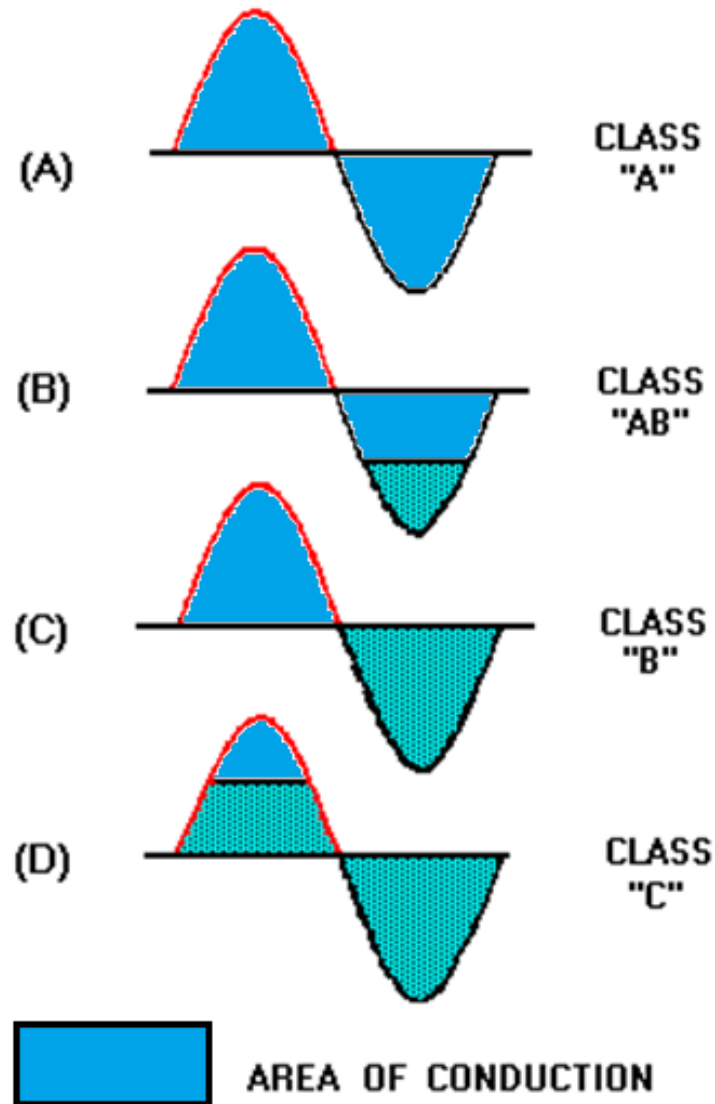 CLASS
"A"
(A)
CLASS
"AB"
(B)
CLASS
"B"
(C)
CLASS
"C"
(D)
AREA OF CONDUCTION